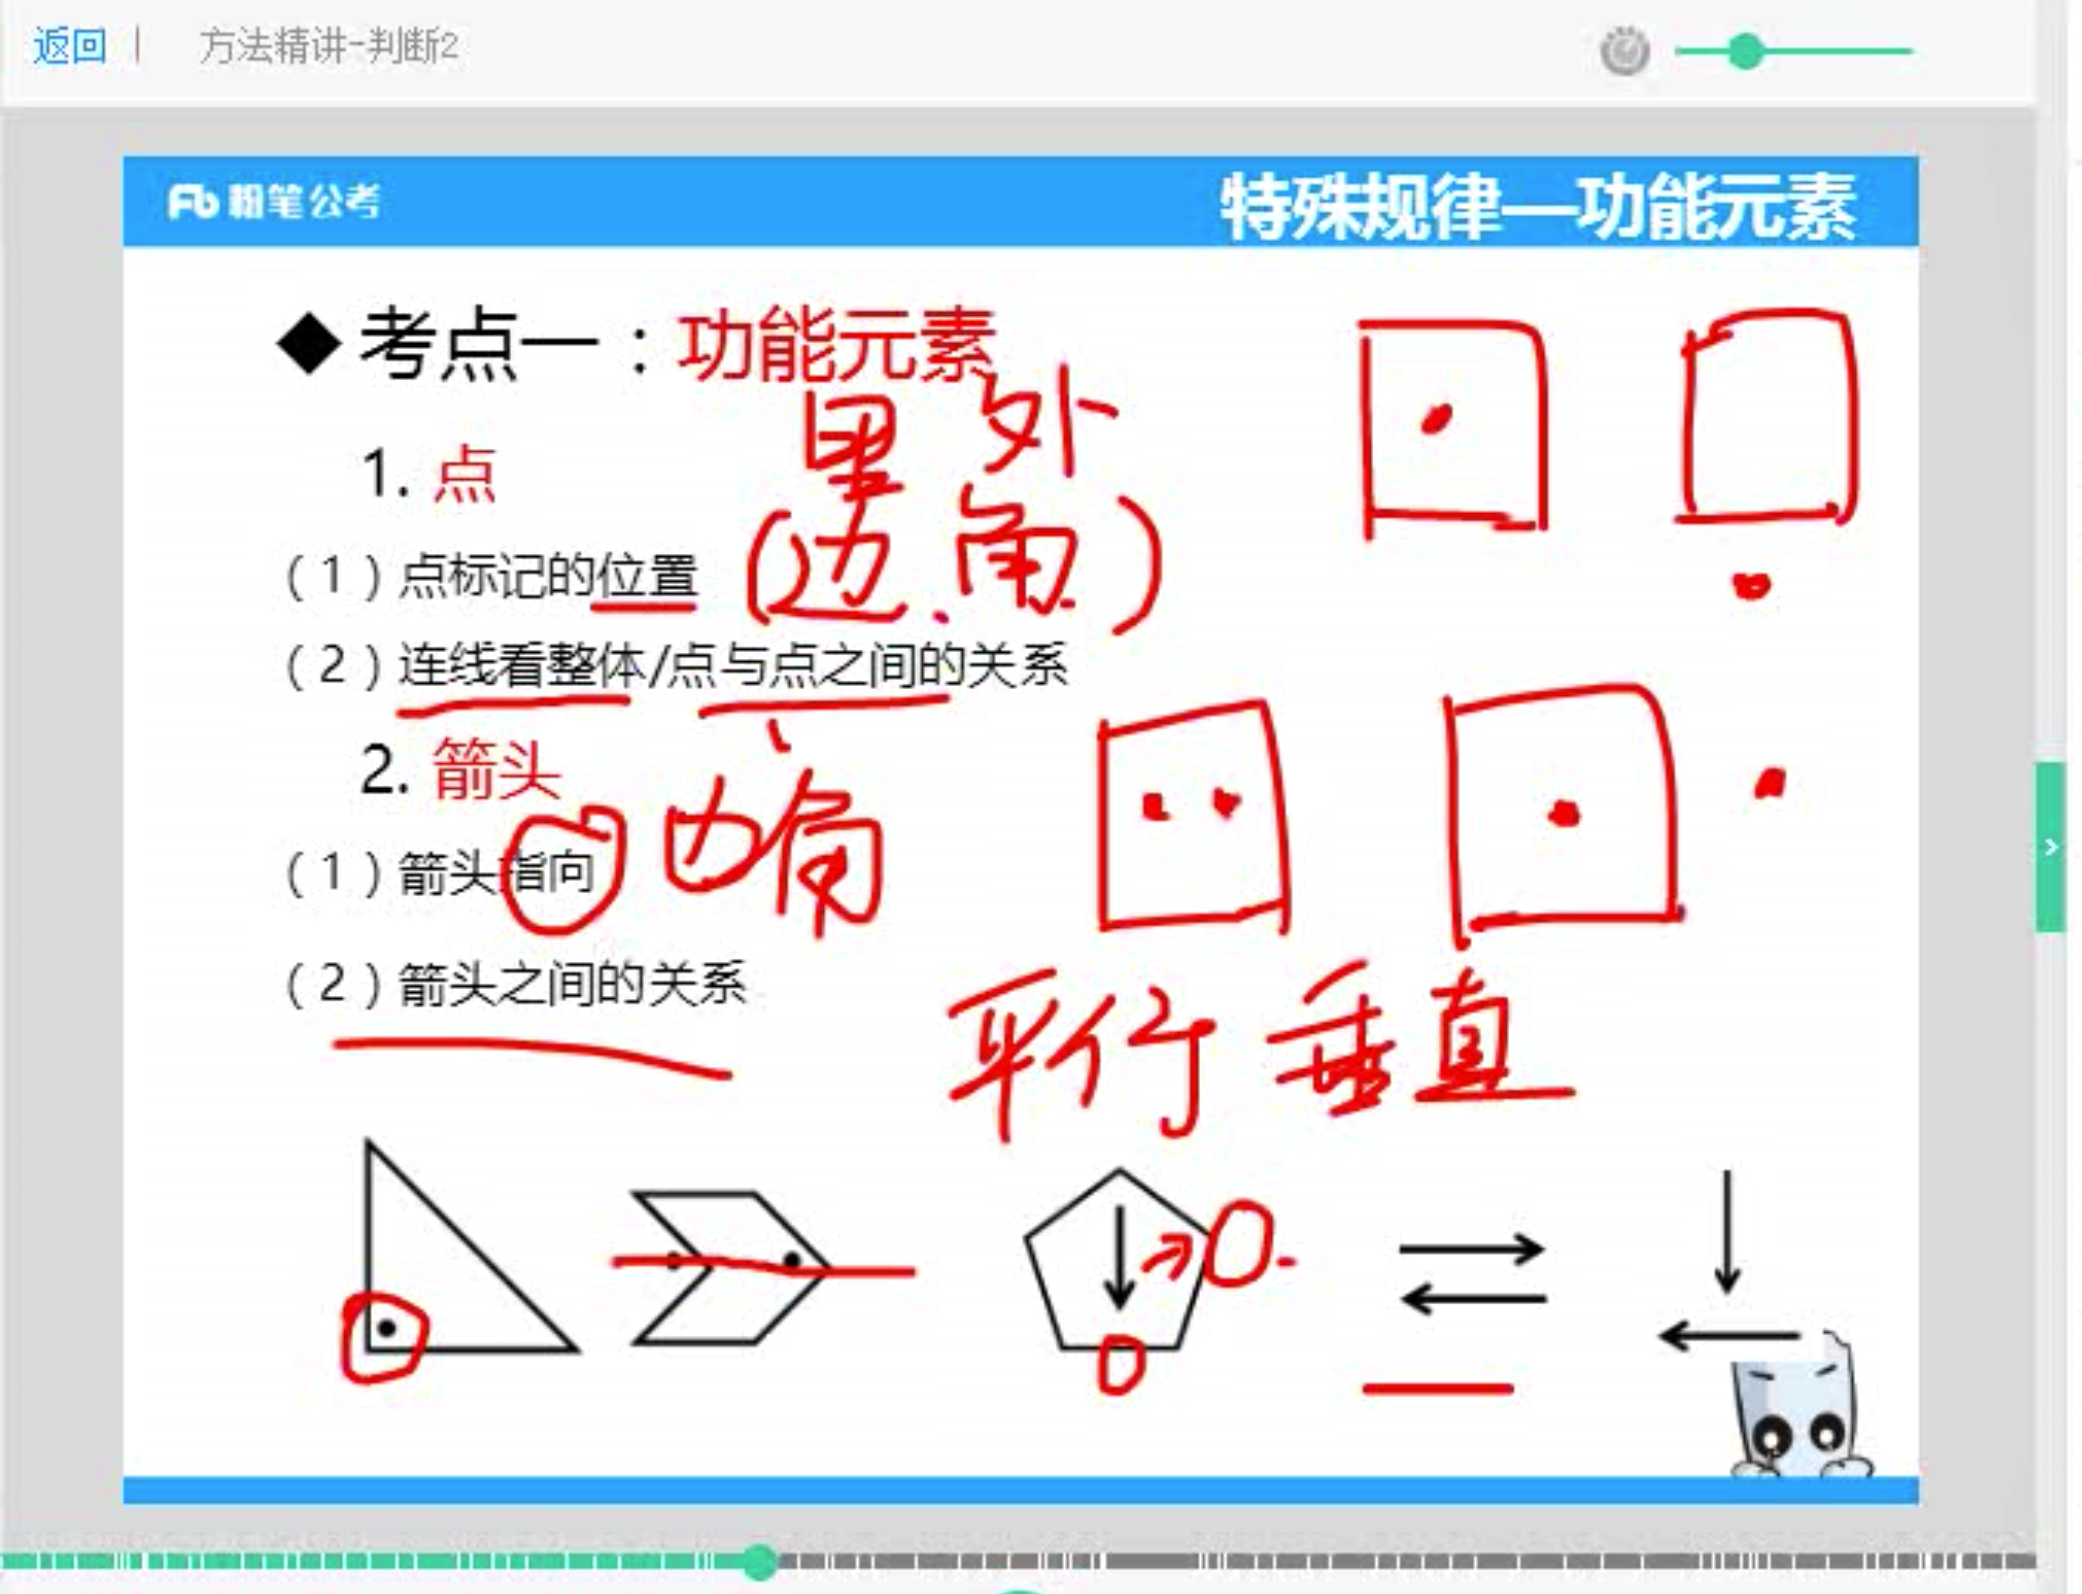 返回 | 方法精讲-判断2
Fb 粉笔公考
特殊规律—功能元素
◆考点一：功能元素
里 外
1. 点
（1）点标记的位置
（边、角）
（2）连线看整体/点与点之间的关系
2. 箭头
（1）箭头指向
边角
（2）箭头之间的关系
平行 垂直